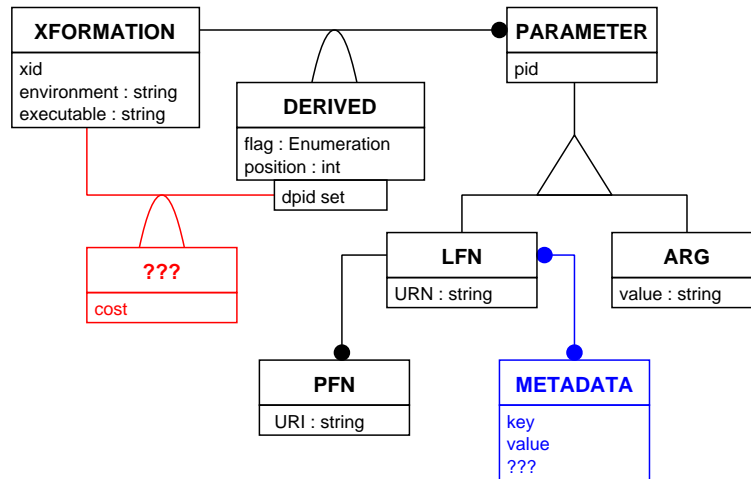 XFORMATION
xid
environment : string
executable : string
PARAMETER
pid
DERIVED
flag : Enumeration
position : int
dpid set
???
cost
LFN
URN : string
ARG
value : string
PFN
URI : string
METADATA
key
value
???